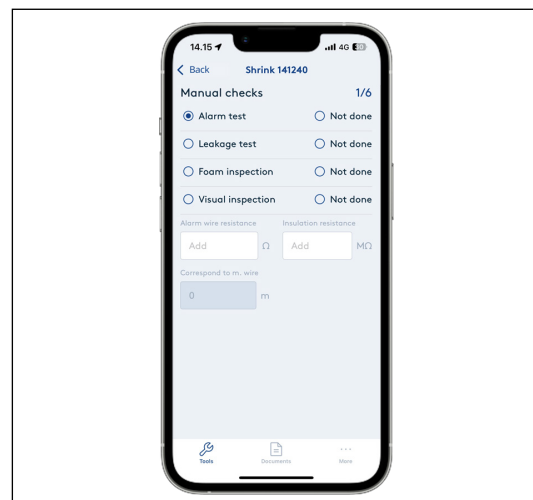 14.15 4G
Back Shrink 141240
Manual checks 1/6
Alarm test Not done
Leakage test Not done
Foam inspection Not done
Visual inspection Not done
Alarm wire resistance Insulation resistance
Add Ω Add MΩ
Correspond to m. wire
0 m
Tools Documents More